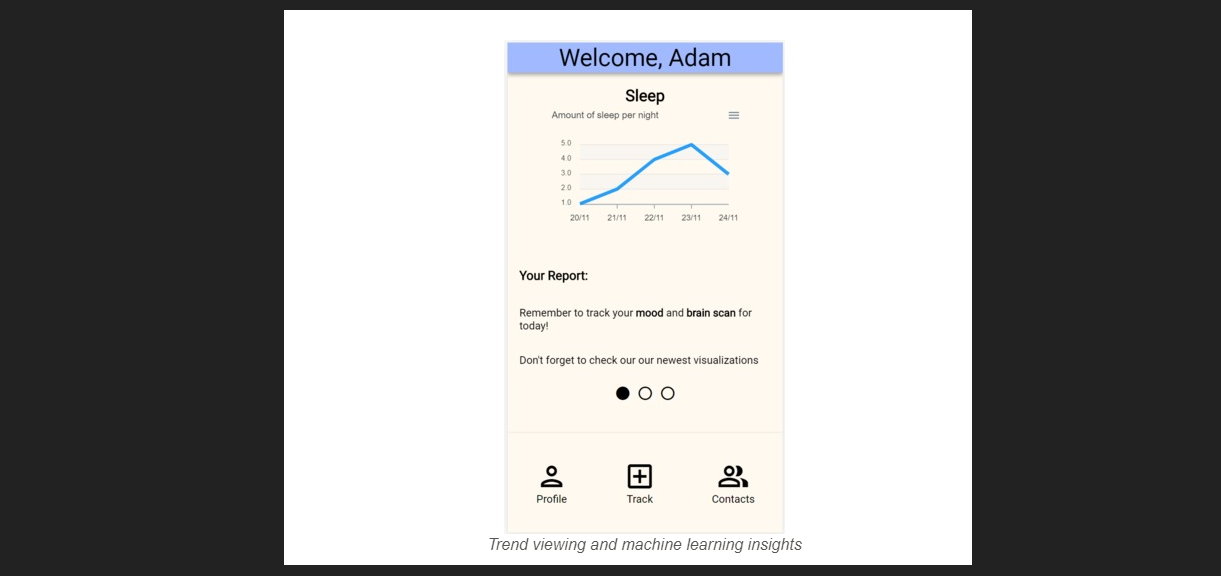 Welcome, Adam
Sleep
Amount of sleep per night
5.0
4.0
3.0
2.0
1.0
20/11 21/11 22/11 23/11 24/11
Your Report:
Remember to track your mood and brain scan for
today!
Don't forget to check our our newest visualizations
Profile Track Contacts
Trend viewing and machine learning insights